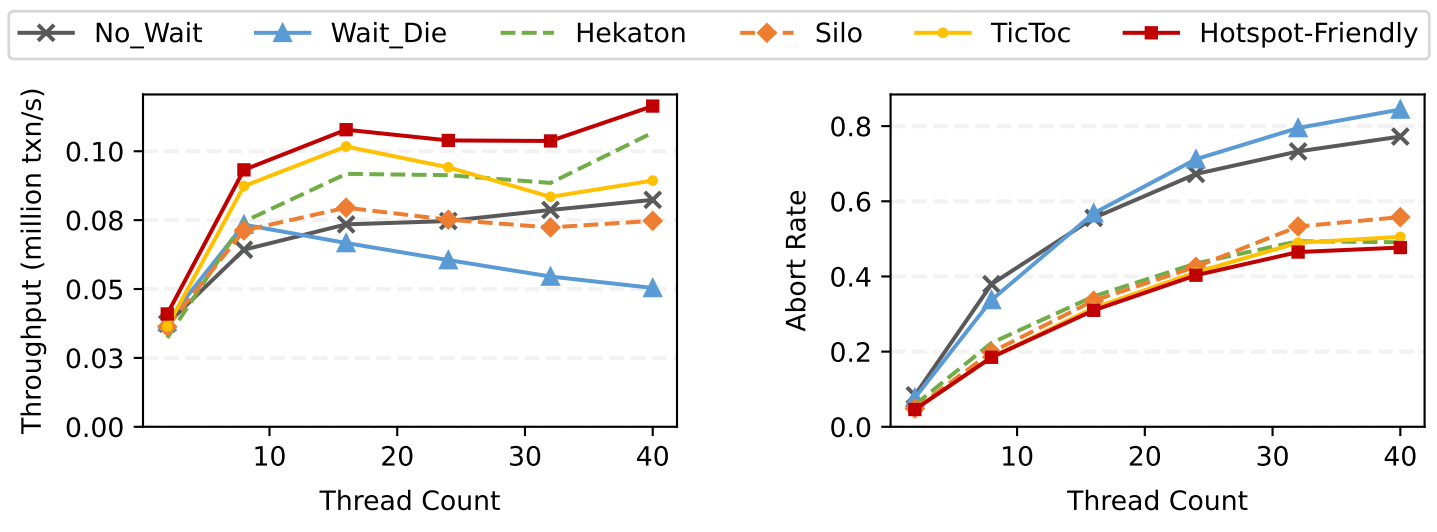 No_Wait Wait_Die Hekaton Silo TicToc Hotspot-Friendly
Throughput (million txn/s)
0.10
0.08
0.05
0.03
0.00
10 20 30 40
Thread Count
Abort Rate
0.8
0.6
0.4
0.2
0.0
10 20 30 40
Thread Count